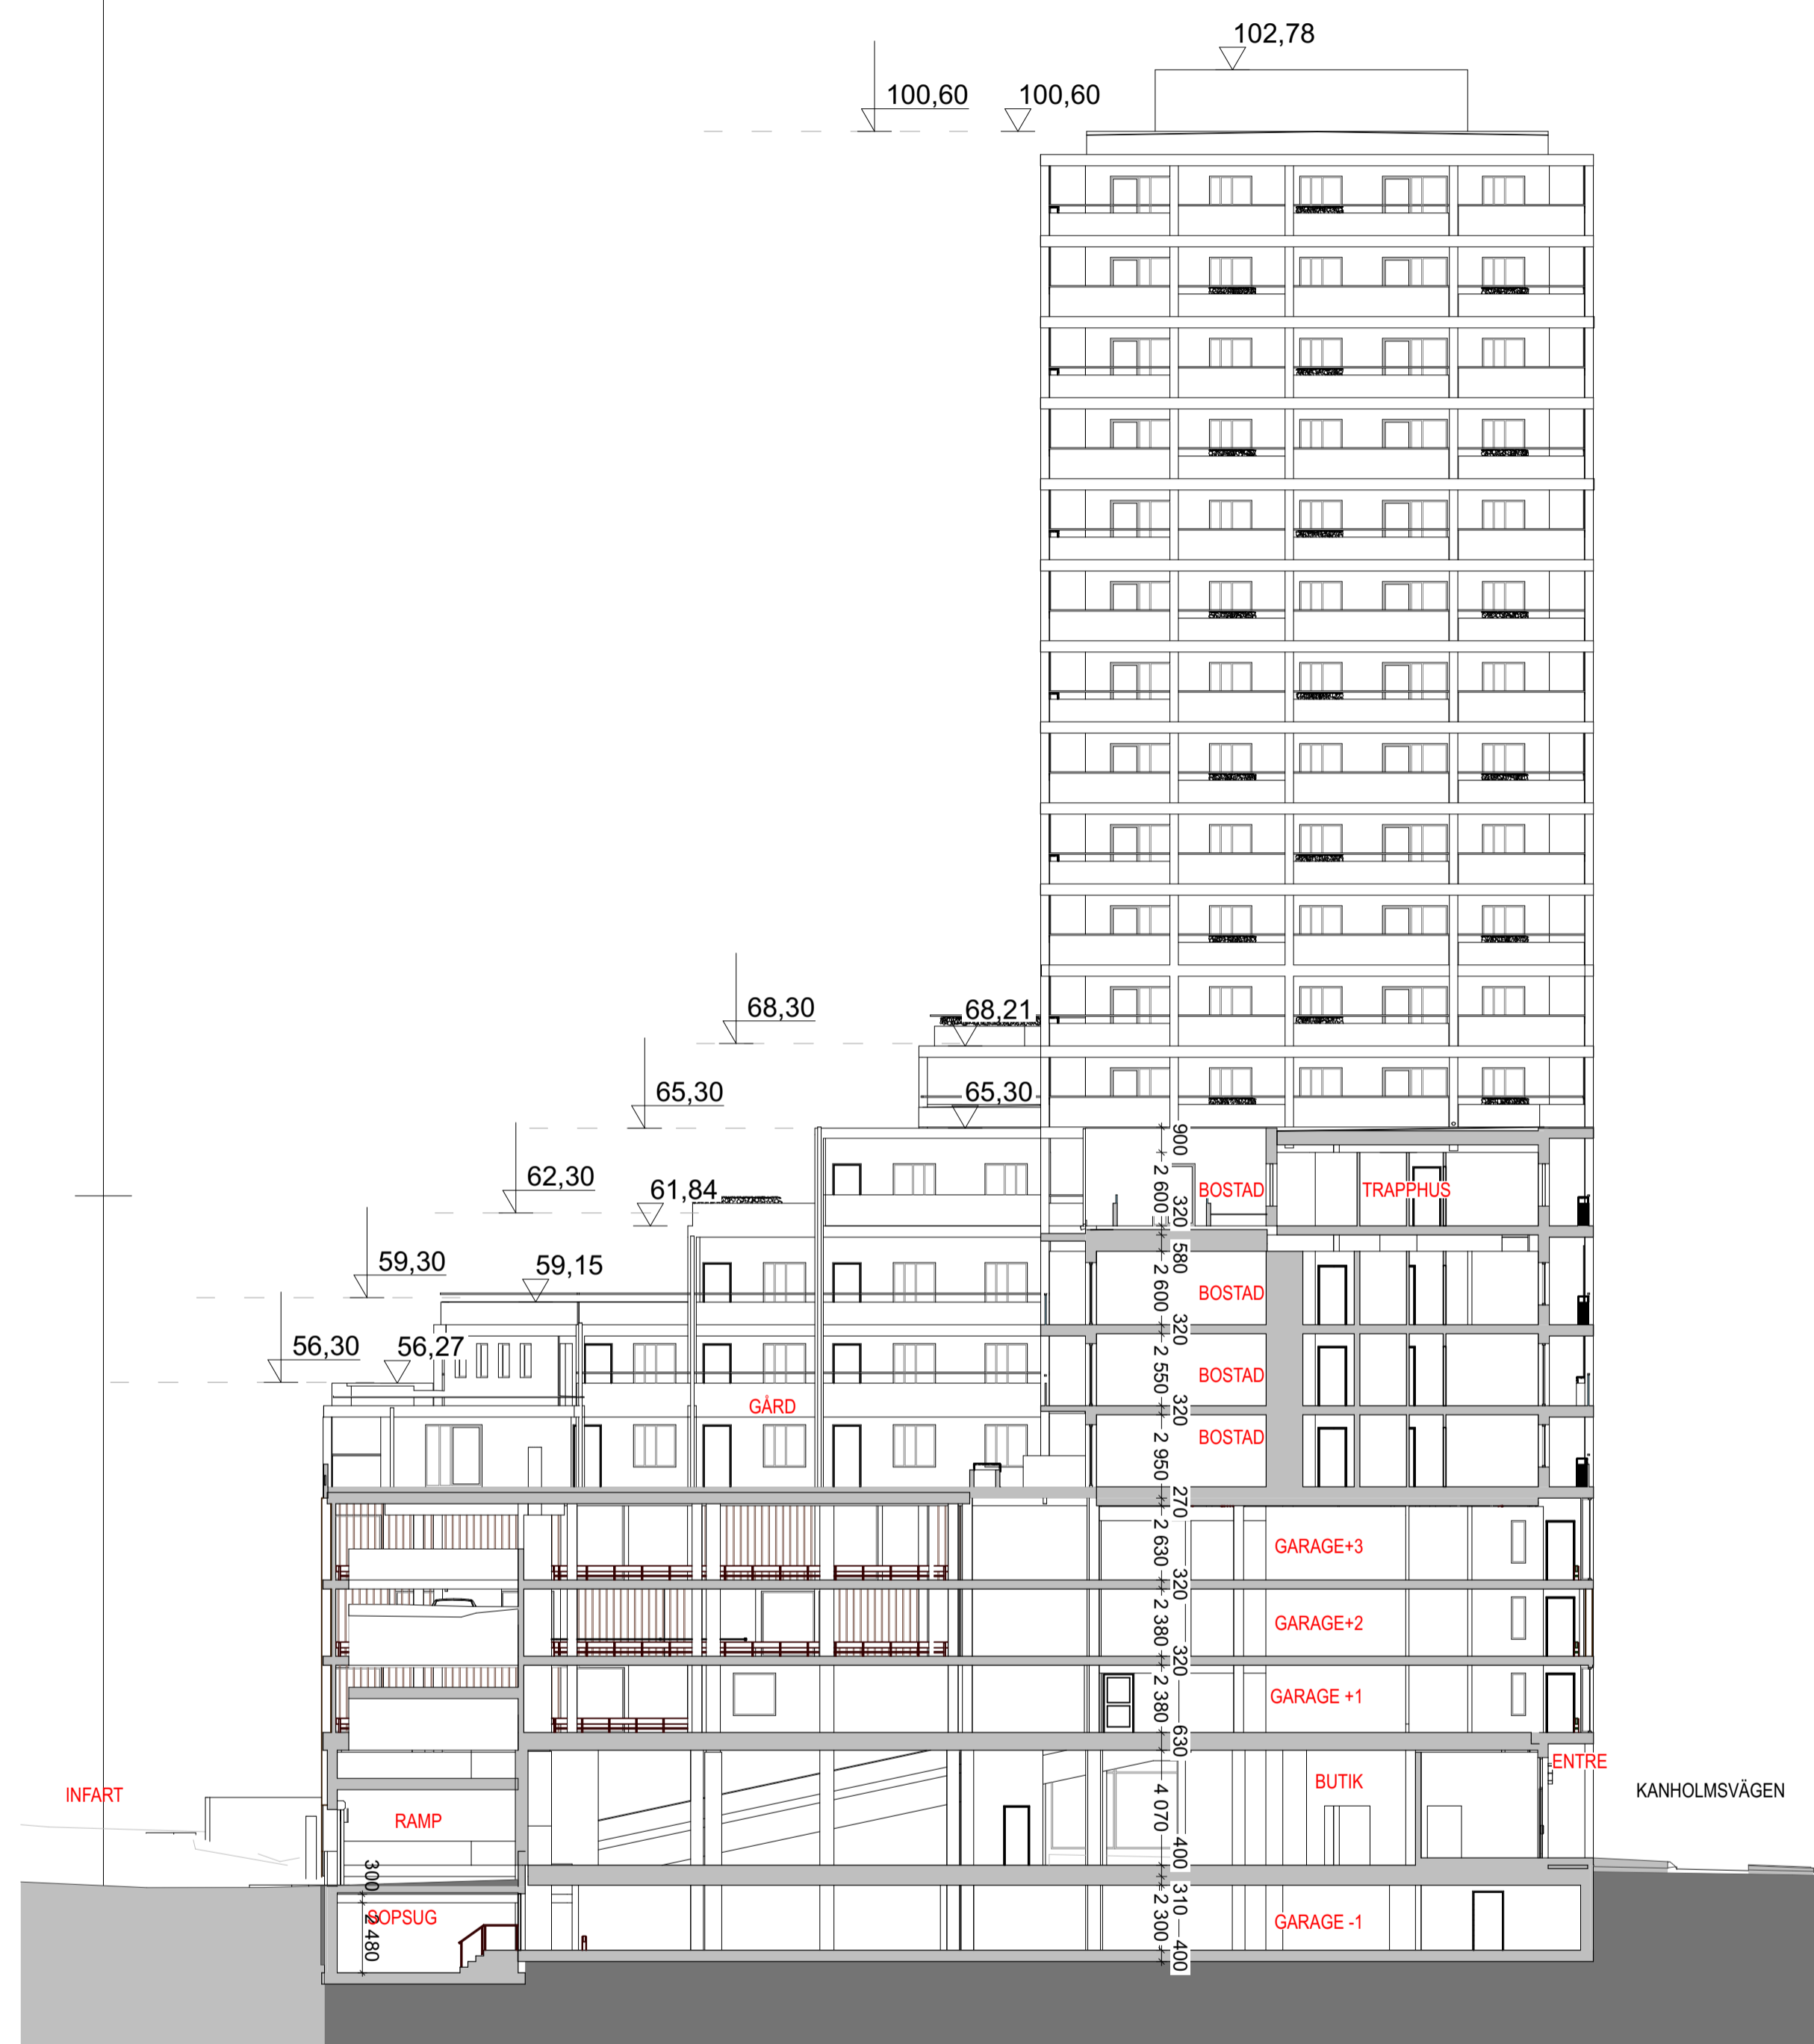 102,78
100,60
100,60
68,30
68,21
65,30
65,30
62,30
61,84
59,30
59,15
56,30
56,27
900
2 600
320
580
2 600
320
2 550
320
2 950
270
2 630
320
2 380
320
2 380
630
4 070
400
310
2 300
400
BOSTAD
TRAPPHUS
BOSTAD
BOSTAD
GÅRD
BOSTAD
GARAGE+3
GARAGE+2
GARAGE +1
ENTRE
INFART
BUTIK
KANHOLMSVÄGEN
RAMP
300
SOPSUG
2 480
GARAGE -1